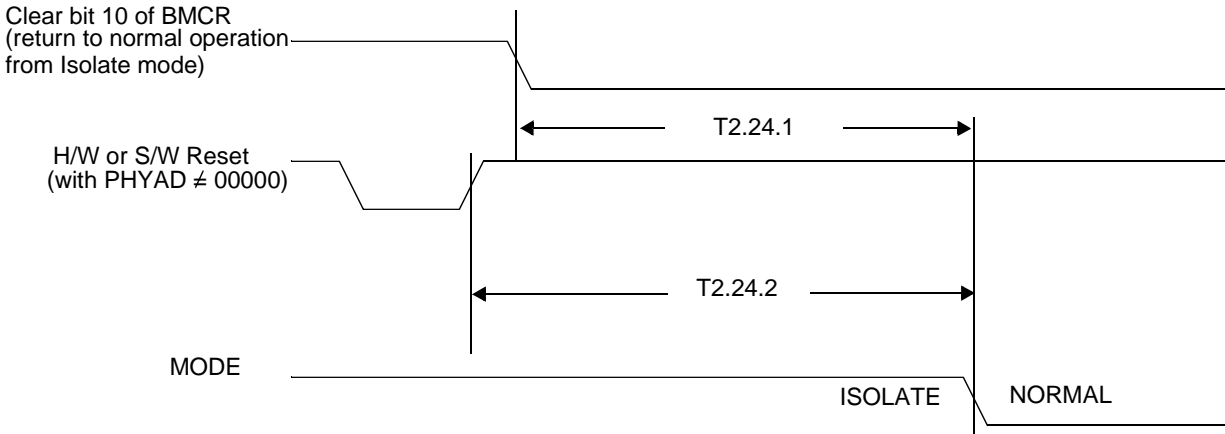 Clear bit 10 of BMCR
(return to normal operation
from Isolate mode)
T2.24.1
H/W or S/W Reset
(with PHYAD ≠ 00000)
T2.24.2
MODE
ISOLATE
NORMAL